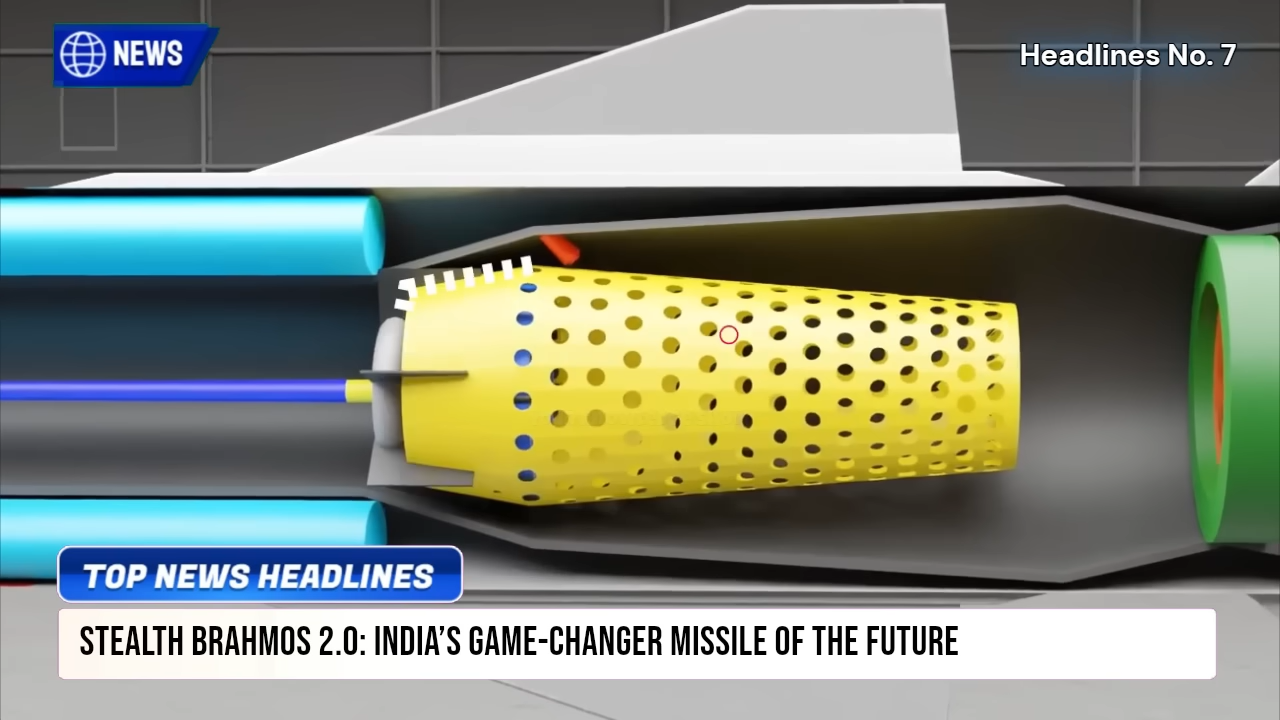 NEWS
Headlines No. 7
TOP NEWS HEADLINES
STEALTH BRAHMOS 2.0: INDIA'S GAME-CHANGER MISSILE OF THE FUTURE